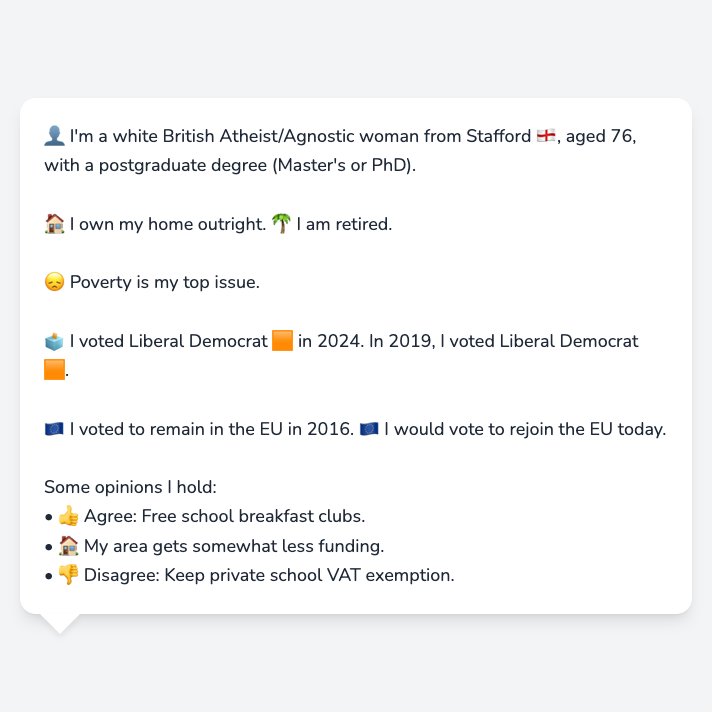 👤 I'm a white British Atheist/Agnostic woman from Stafford 🏴󠁧󠁢󠁥󠁮󠁧󠁿, aged 76,
with a postgraduate degree (Master's or PhD).
🏠 I own my home outright. 🌴 I am retired.
😞 Poverty is my top issue.
🗳️ I voted Liberal Democrat 🟧 in 2024. In 2019, I voted Liberal Democrat
🟧.
🇪🇺 I voted to remain in the EU in 2016. 🇪🇺 I would vote to rejoin the EU today.
Some opinions I hold:
• 👍 Agree: Free school breakfast clubs.
• 🏠 My area gets somewhat less funding.
• 👎 Disagree: Keep private school VAT exemption.